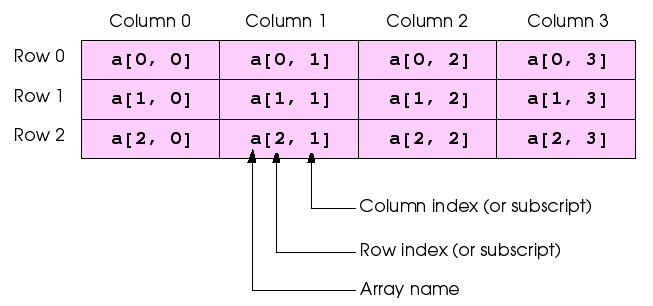 Column 0 Column 1 Column 2 Column 3
Row 0 a[0, 0] a[0, 1] a[0, 2] a[0, 3]
Row 1 a[1, 0] a[1, 1] a[1, 2] a[1, 3]
Row 2 a[2, 0] a[2, 1] a[2, 2] a[2, 3]
Column index (or subscript)
Row index (or subscript)
Array name